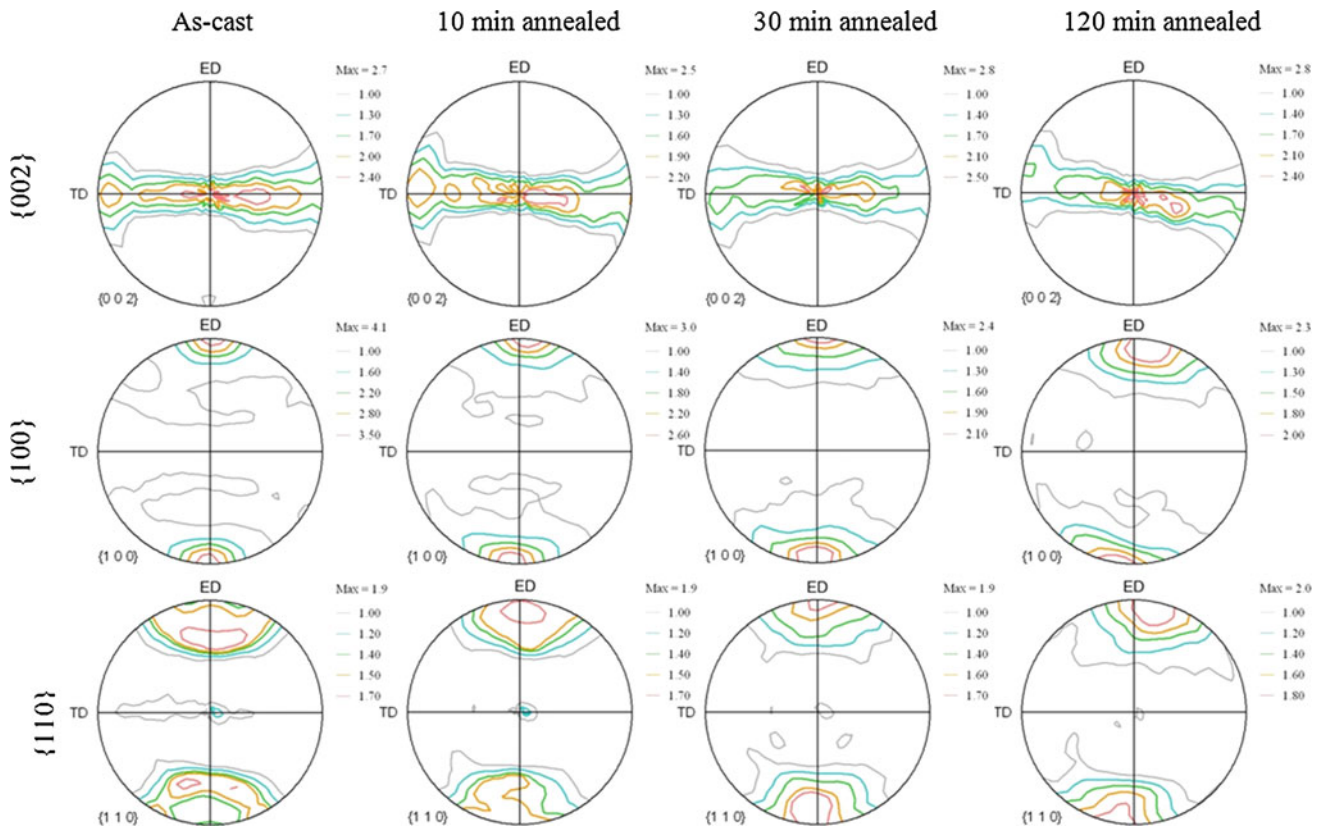 As-cast
10 min annealed
30 min annealed
120 min annealed
{002}
ED
TD
{0 0 2}
Max = 2.7
1.00
1.30
1.70
2.00
2.40
ED
TD
{0 0 2}
Max = 2.5
1.00
1.30
1.60
1.90
2.20
ED
TD
{0 0 2}
Max = 2.8
1.00
1.40
1.70
2.10
2.50
ED
TD
{0 0 2}
Max = 2.8
1.00
1.40
1.70
2.10
2.40
{100}
ED
TD
{1 0 0}
Max = 4.1
1.00
1.60
2.20
2.80
3.50
ED
TD
{1 0 0}
Max = 3.0
1.00
1.40
1.80
2.20
2.60
ED
TD
{1 0 0}
Max = 2.4
1.00
1.30
1.60
1.90
2.10
ED
TD
{1 0 0}
Max = 2.3
1.00
1.30
1.50
1.80
2.00
{110}
ED
TD
{1 1 0}
Max = 1.9
1.00
1.20
1.40
1.50
1.70
ED
TD
{1 1 0}
Max = 1.9
1.00
1.20
1.40
1.50
1.70
ED
TD
{1 1 0}
Max = 1.9
1.00
1.20
1.40
1.60
1.70
ED
TD
{1 1 0}
Max = 2.0
1.00
1.20
1.40
1.60
1.80